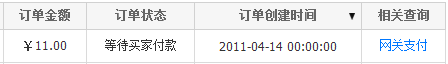 订单金额 订单状态 订单创建时间 ▼ 相关查询
￥11.00 等待买家付款 2011-04-14 00:00:00 网关支付